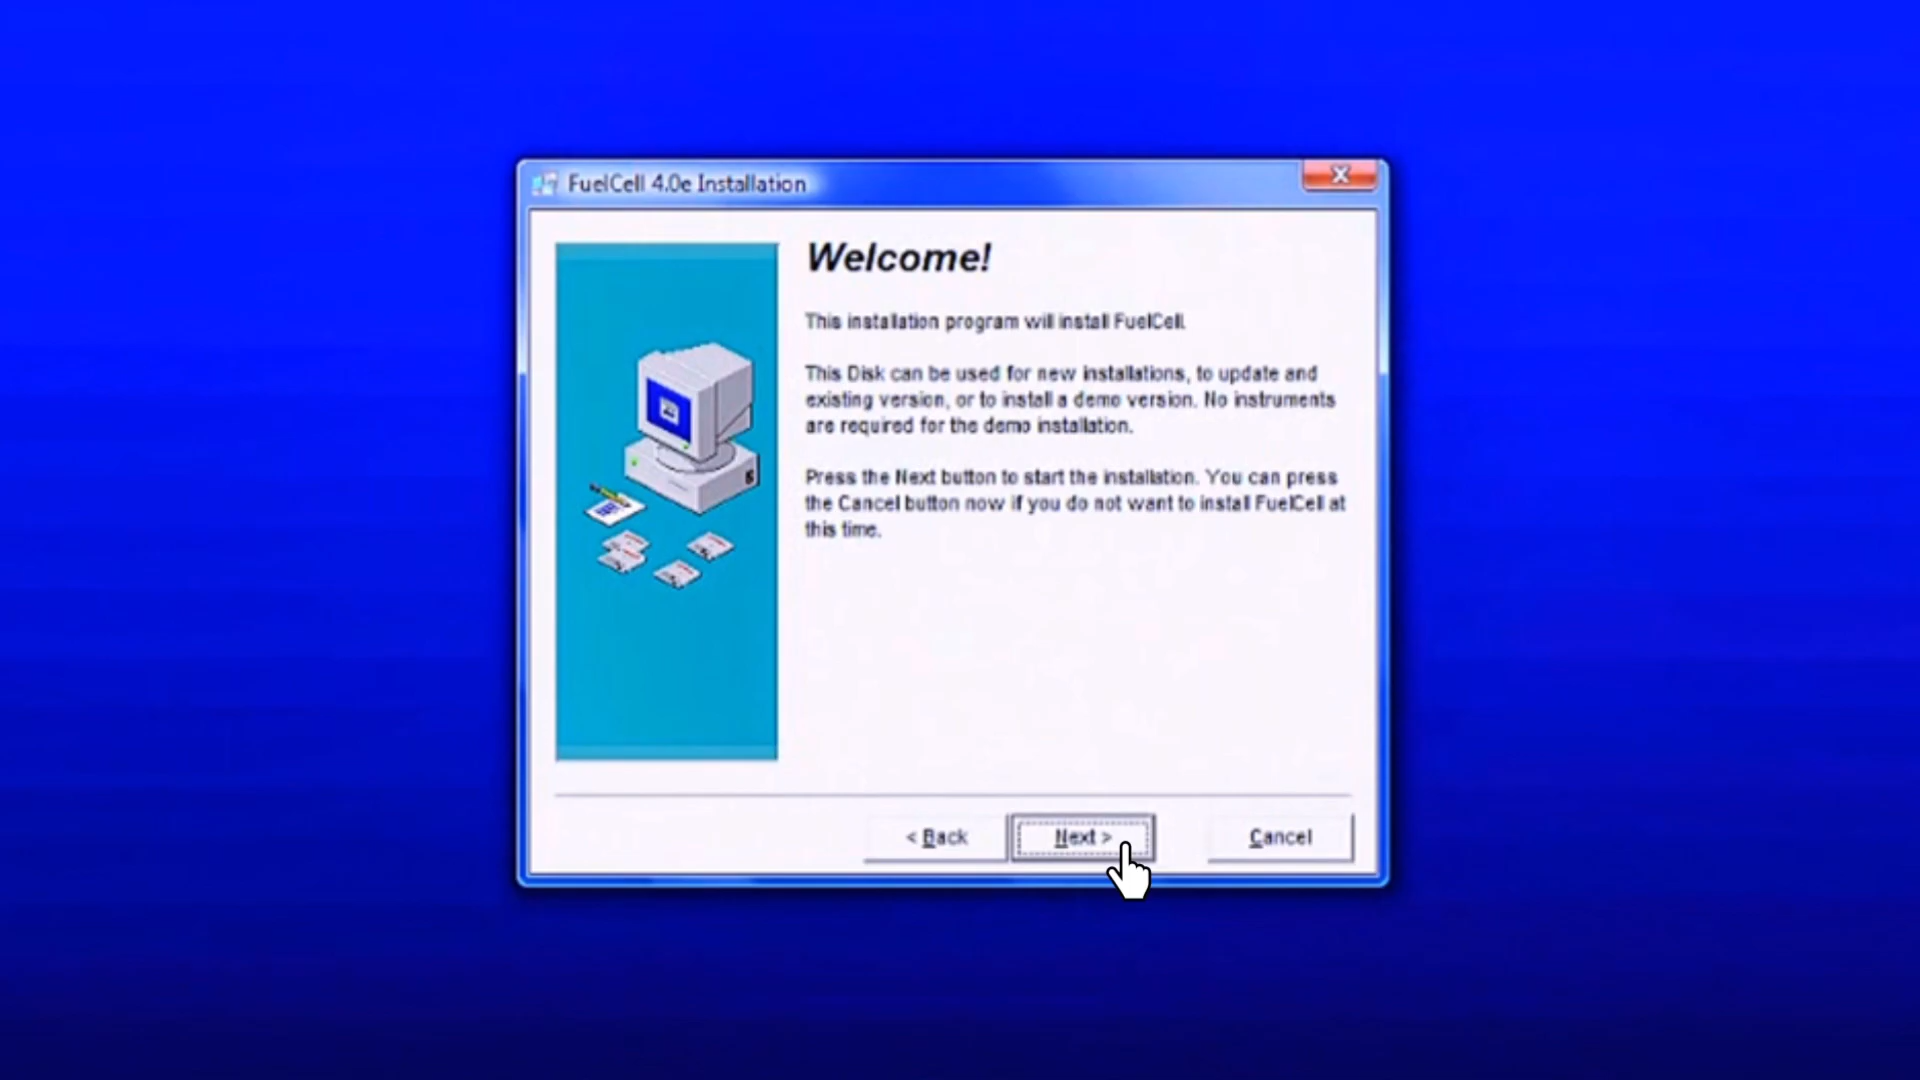 FuelCell 4.0e Installation
Welcome!
This installation program will install FuelCell.
This Disk can be used for new installations, to update and
existing version, or to install a demo version. No instruments
are required for the demo installation.
Press the Next button to start the installation. You can press
the Cancel button now if you do not want to install FuelCell at
this time.
< Back
Next >
Cancel